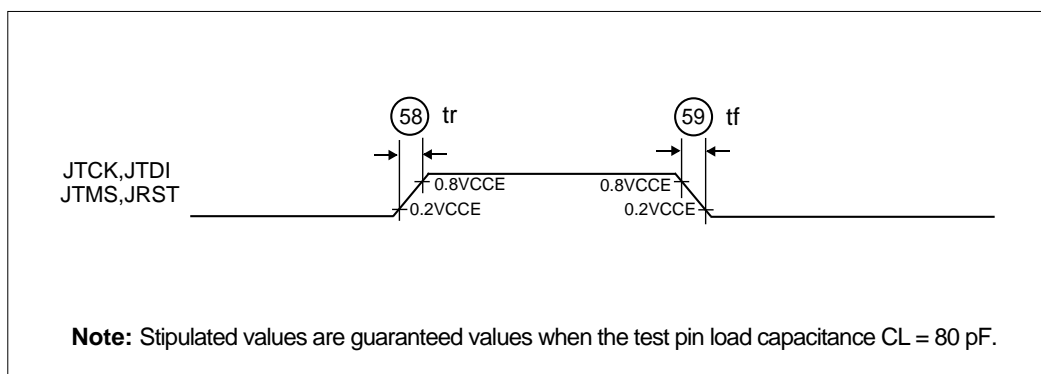 58 tr
59 tf
JTCK,JTDI
JTMS,JRST
0.8VCCE
0.8VCCE
0.2VCCE
0.2VCCE
Note: Stipulated values are guaranteed values when the test pin load capacitance CL = 80 pF.